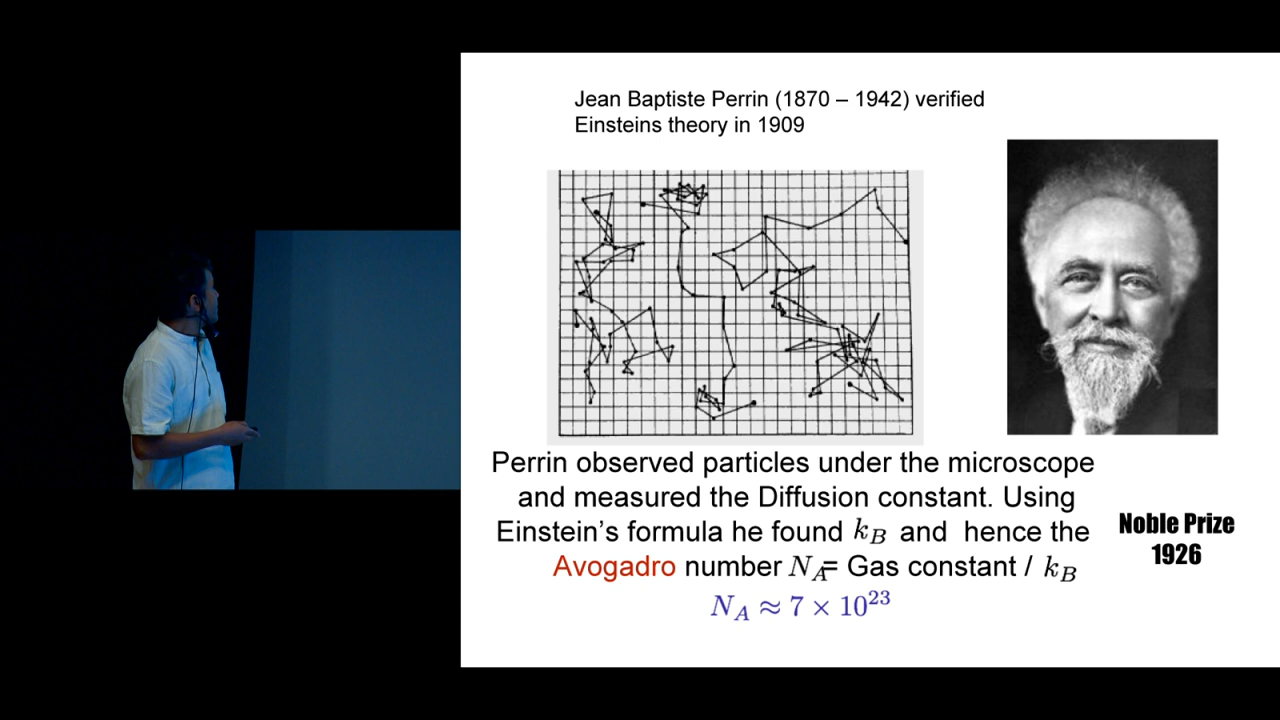 Jean Baptiste Perrin (1870 – 1942) verified
Einsteins theory in 1909
Perrin observed particles under the microscope
and measured the Diffusion constant. Using
Einstein’s formula he found k_B and hence the
Avogadro number N_A= Gas constant / k_B
N_A ≈ 7 × 10^23
Noble Prize
1926